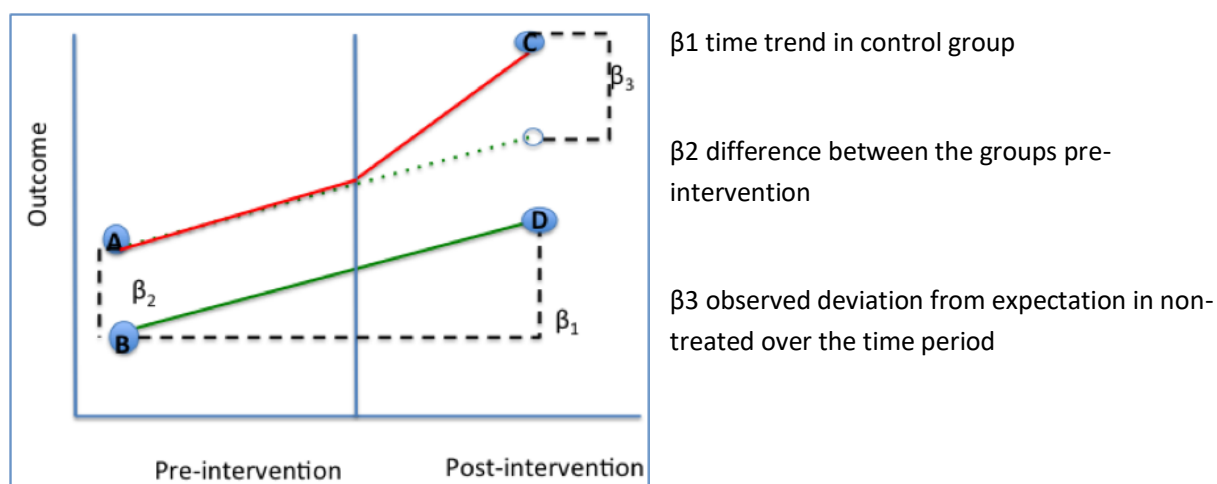 β1 time trend in control group
C
β3
β2 difference between the groups pre-
intervention
Outcome
D
A
β2
β3 observed deviation from expectation in non-
treated over the time period
β1
B
Pre-intervention
Post-intervention